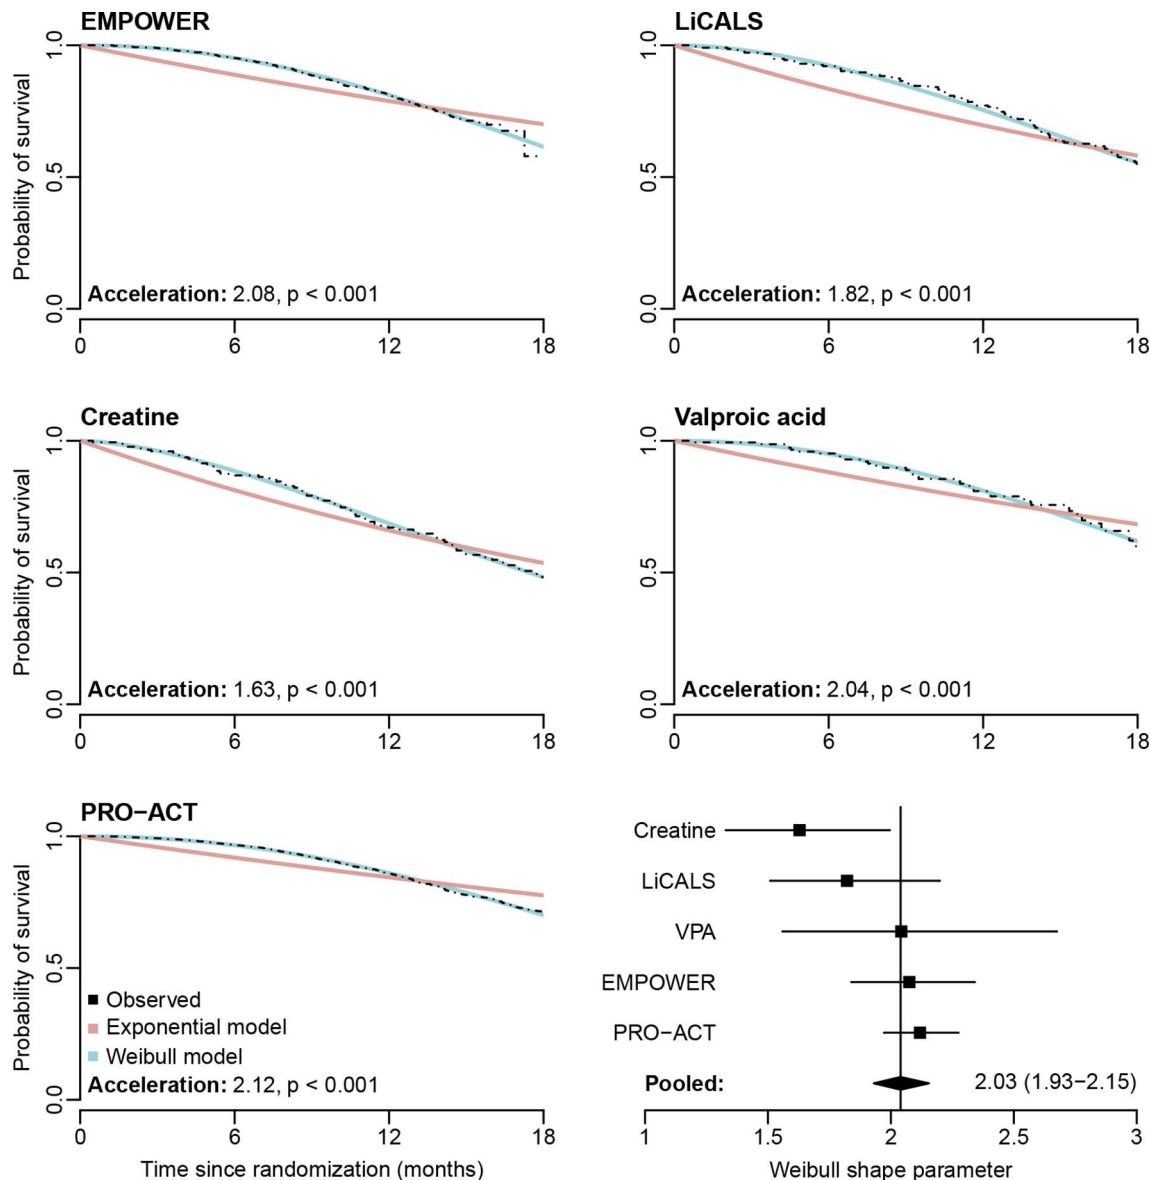 EMPOWER
Probability of survival
1.0
0.5
0.0
Acceleration: 2.08, p < 0.001
0 6 12 18
LiCALS
1.0
0.5
0.0
Acceleration: 1.82, p < 0.001
0 6 12 18
Creatine
Probability of survival
1.0
0.5
0.0
Acceleration: 1.63, p < 0.001
0 6 12 18
Valproic acid
1.0
0.5
0.0
Acceleration: 2.04, p < 0.001
0 6 12 18
PRO−ACT
Probability of survival
1.0
0.5
0.0
Observed
Exponential model
Weibull model
Acceleration: 2.12, p < 0.001
0 6 12 18
Time since randomization (months)
Creatine
LiCALS
VPA
EMPOWER
PRO−ACT
Pooled: 2.03 (1.93−2.15)
1 1.5 2 2.5 3
Weibull shape parameter